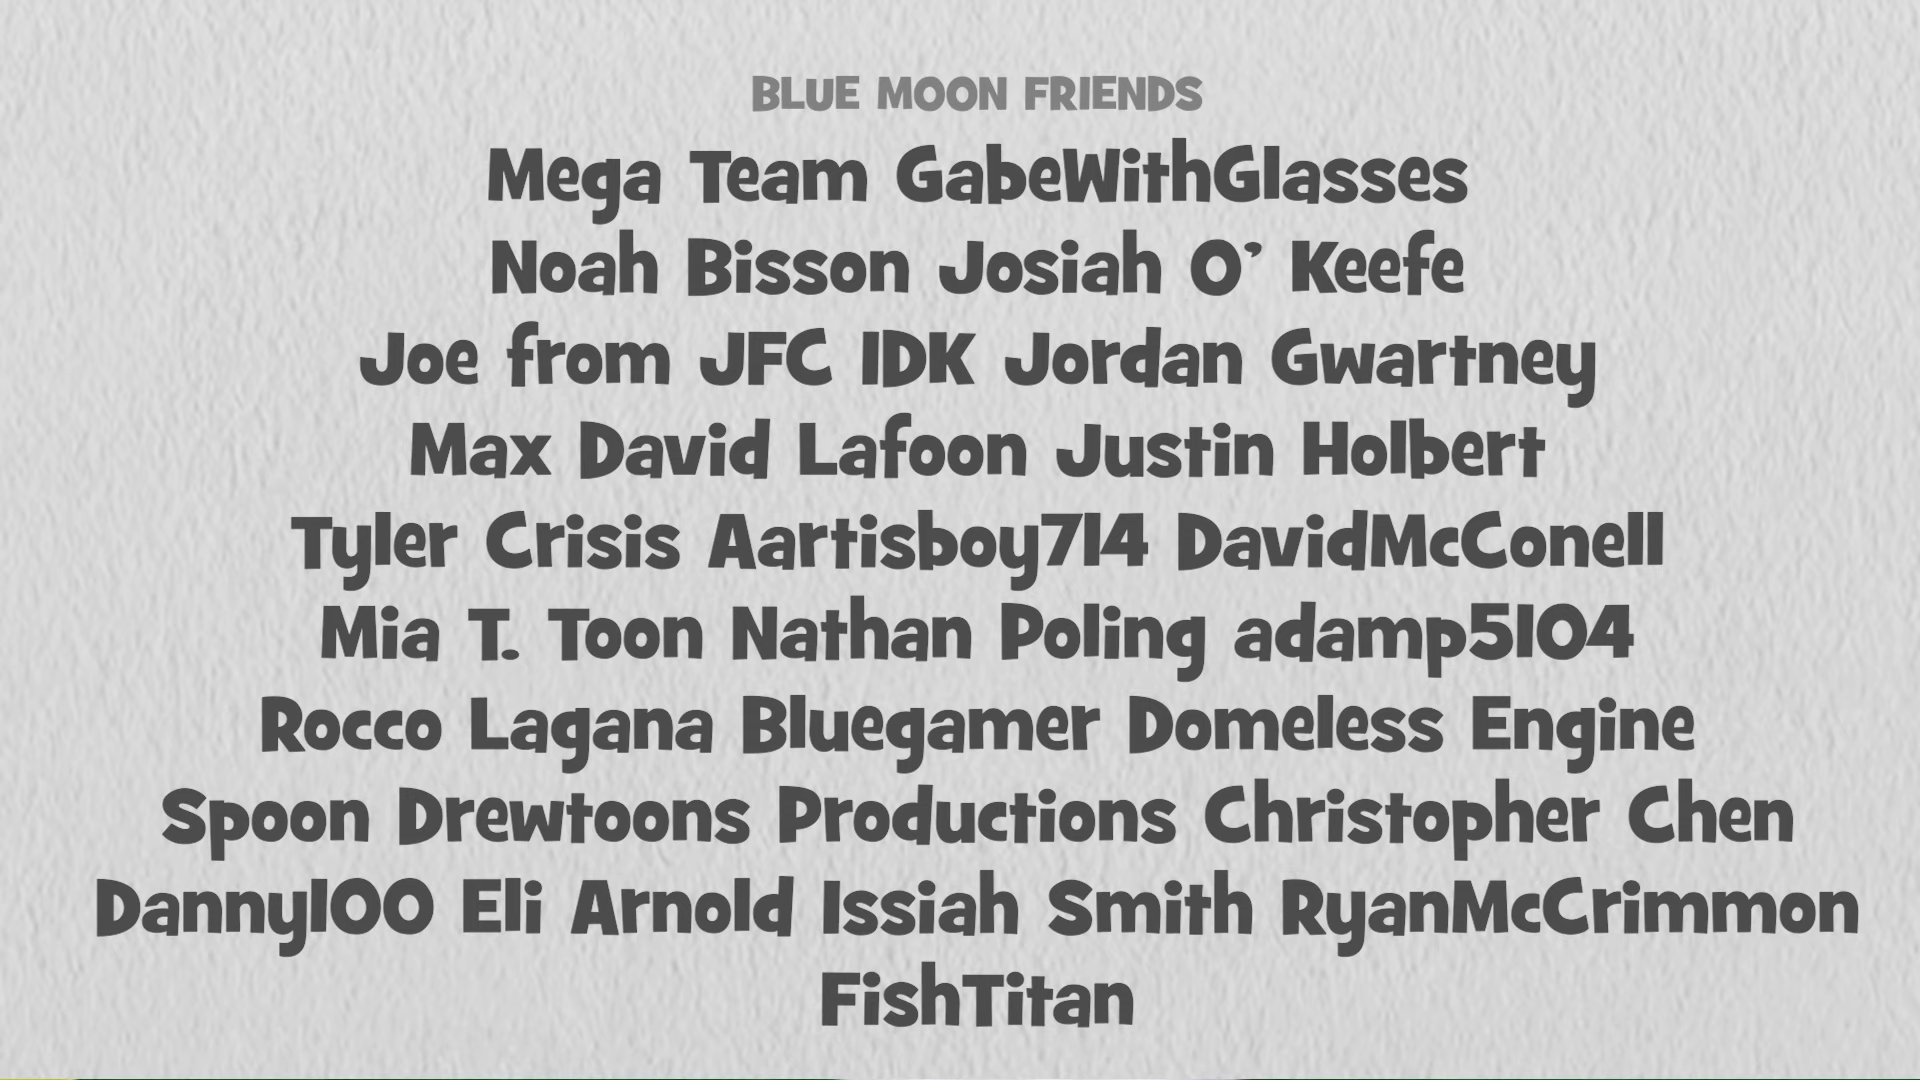 BLUE MOON FRIENDS
Mega Team GabeWithGlasses
Noah Bisson Josiah O' Keefe
Joe from JFC IDK Jordan Gwartney
Max David Lafoon Justin Holbert
Tyler Crisis Aartisboy714 DavidMcConell
Mia T. Toon Nathan Poling adamp5104
Rocco Lagana Bluegamer Domeless Engine
Spoon Drewtoons Productions Christopher Chen
Danny100 Eli Arnold Issiah Smith RyanMcCrimmon
FishTitan